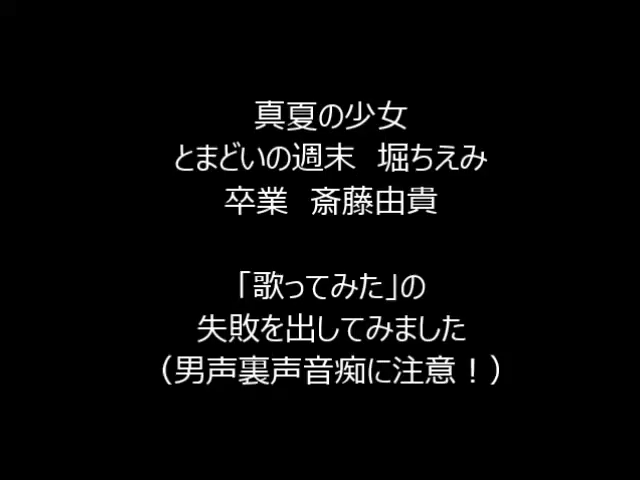 真夏の少女
とまどいの週末　堀ちえみ
卒業　斎藤由貴
「歌ってみた」の
失敗を出してみました
（男声裏声音痴に注意！）